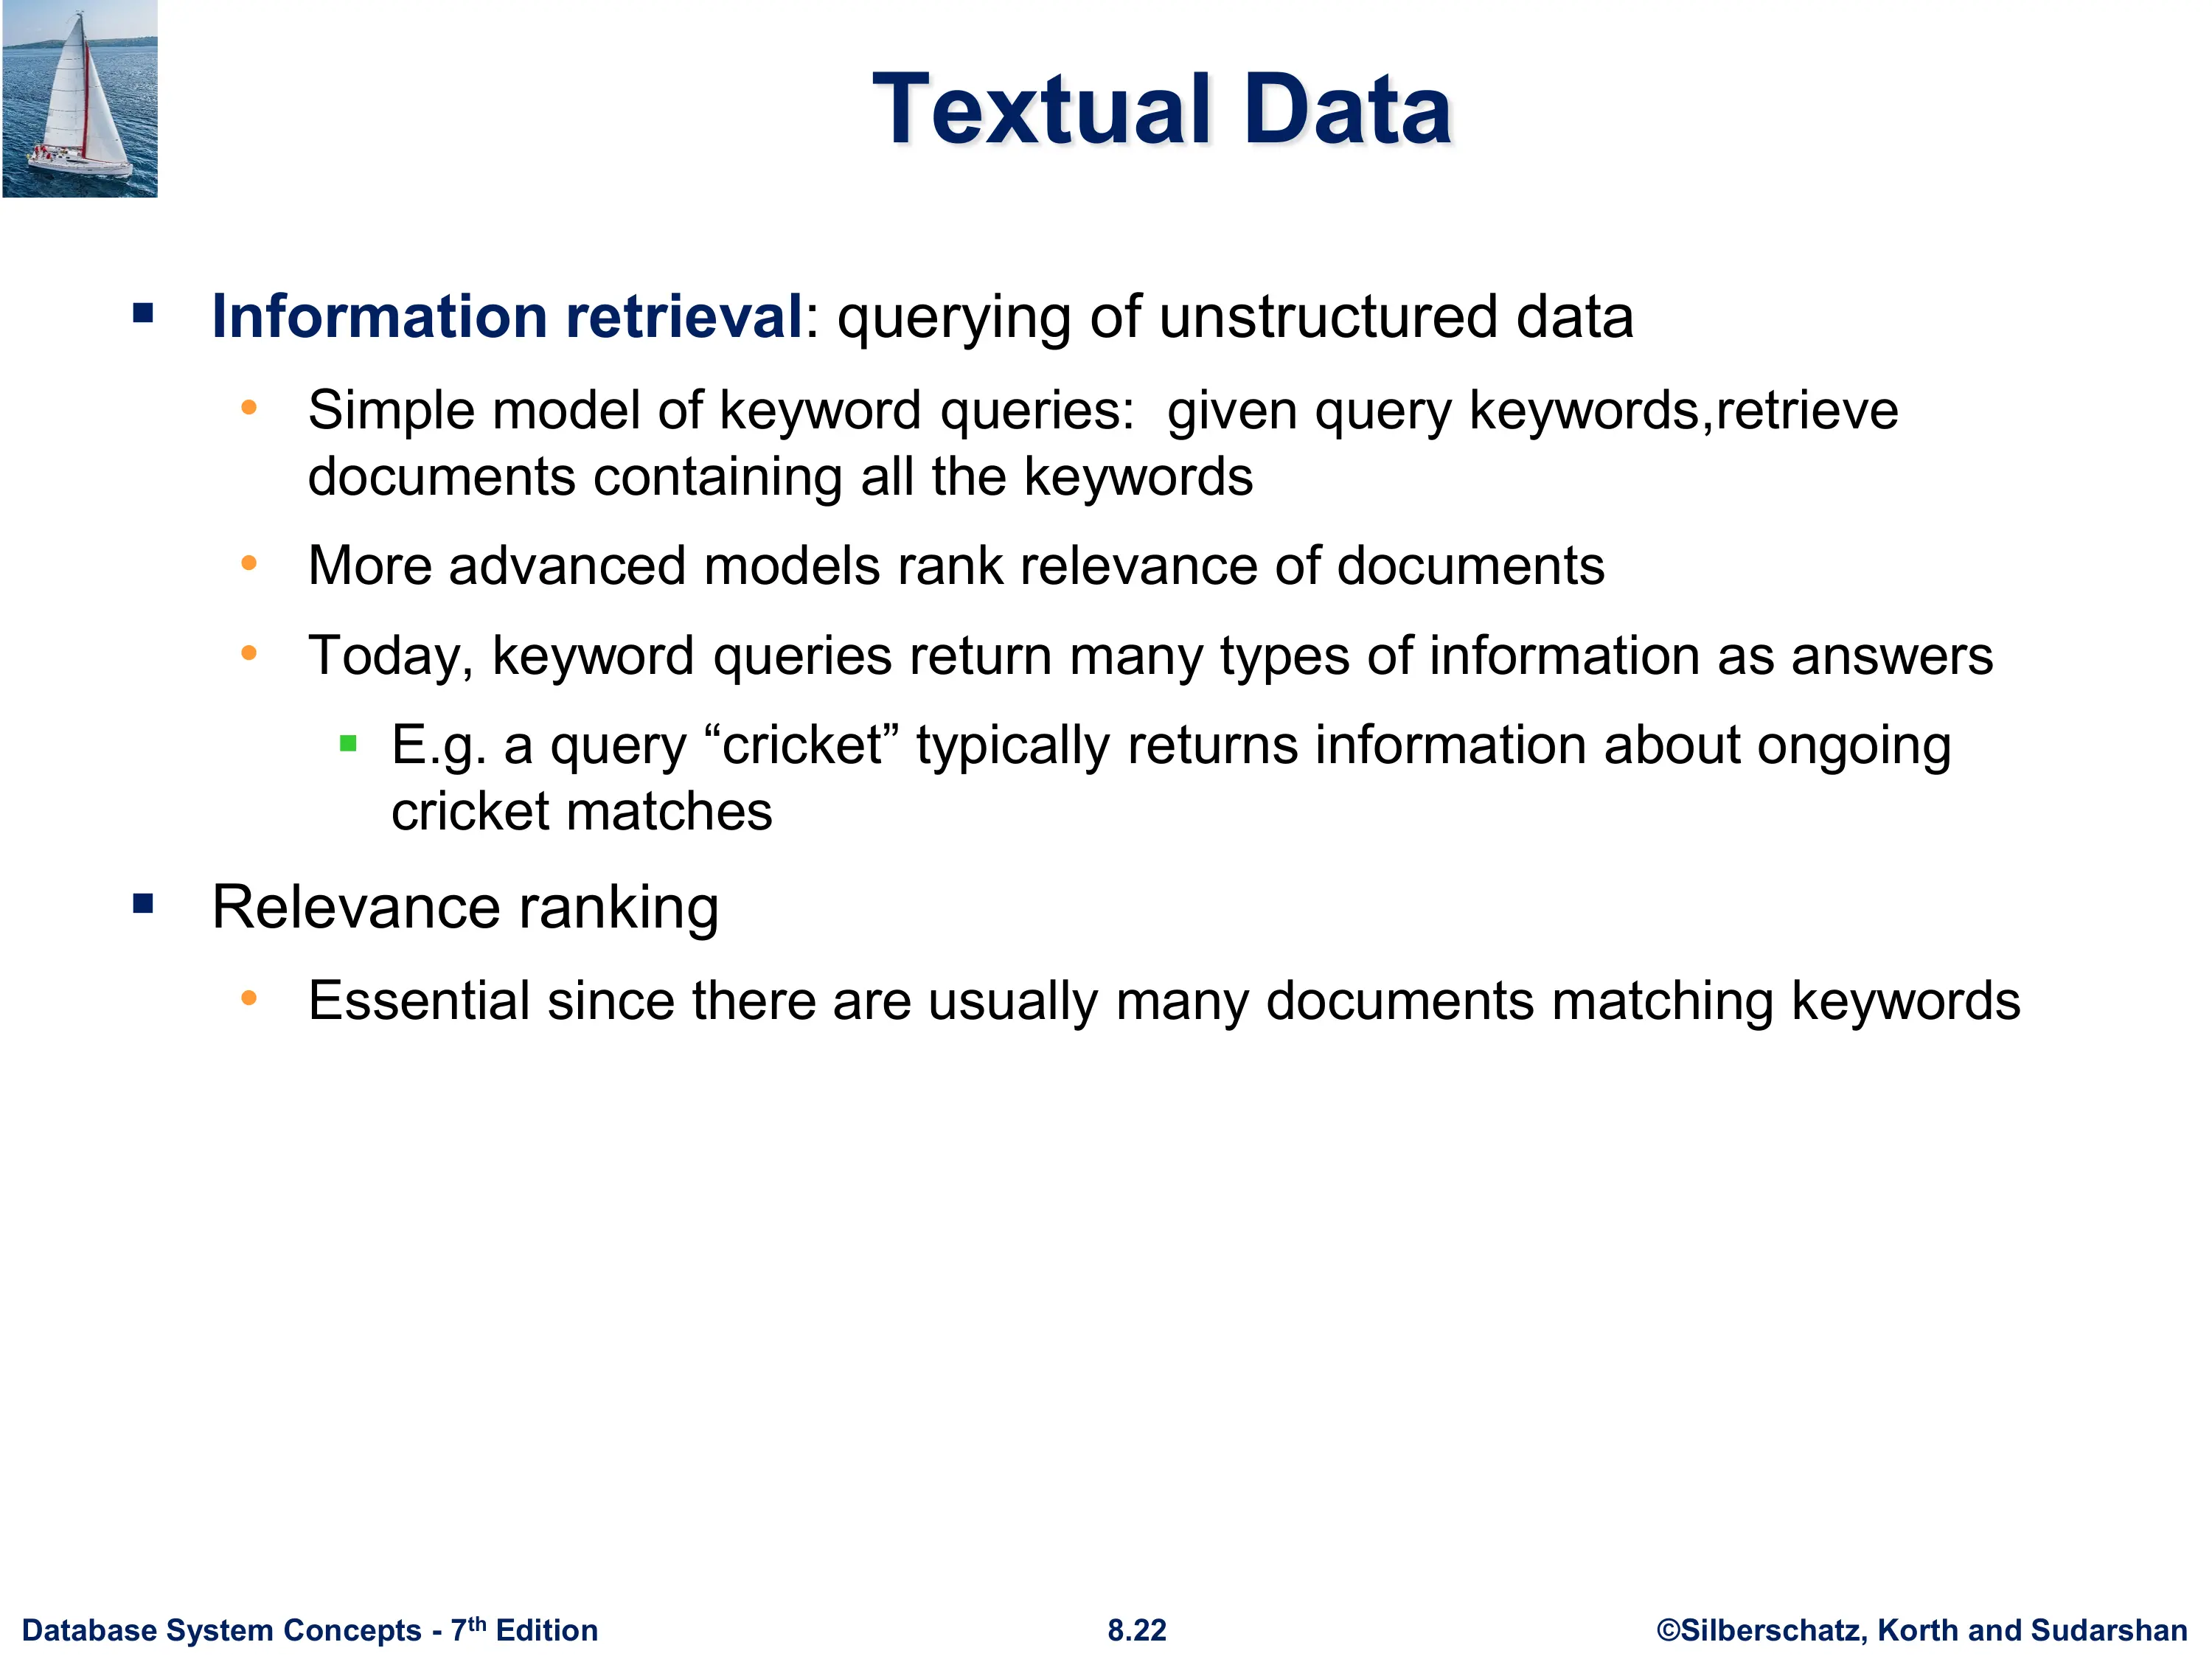 Textual Data
▪ Information retrieval: querying of unstructured data
• Simple model of keyword queries:  given query keywords,retrieve
documents containing all the keywords
• More advanced models rank relevance of documents
• Today, keyword queries return many types of information as answers
▪ E.g. a query “cricket” typically returns information about ongoing
cricket matches
▪ Relevance ranking
• Essential since there are usually many documents matching keywords
Database System Concepts - 7th Edition
8.22
©Silberschatz, Korth and Sudarshan